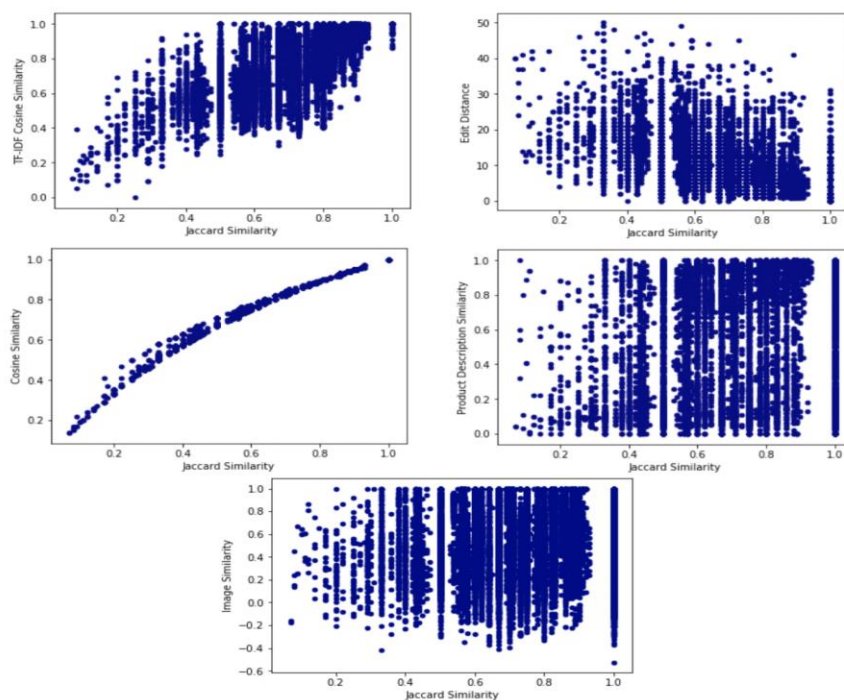 TF-IDF Cosine Similarity
1.0
0.8
0.6
0.4
0.2
0.0
0.2 0.4 0.6 0.8 1.0
Jaccard Similarity
Edit Distance
50
40
30
20
10
0
0.2 0.4 0.6 0.8 1.0
Jaccard Similarity
Cosine Similarity
1.0
0.8
0.6
0.4
0.2
0.2 0.4 0.6 0.8 1.0
Jaccard Similarity
Product Description Similarity
1.0
0.8
0.6
0.4
0.2
0.0
0.2 0.4 0.6 0.8 1.0
Jaccard Similarity
Image Similarity
1.0
0.8
0.6
0.4
0.2
0.0
−0.2
−0.4
−0.6
0.2 0.4 0.6 0.8 1.0
Jaccard Similarity